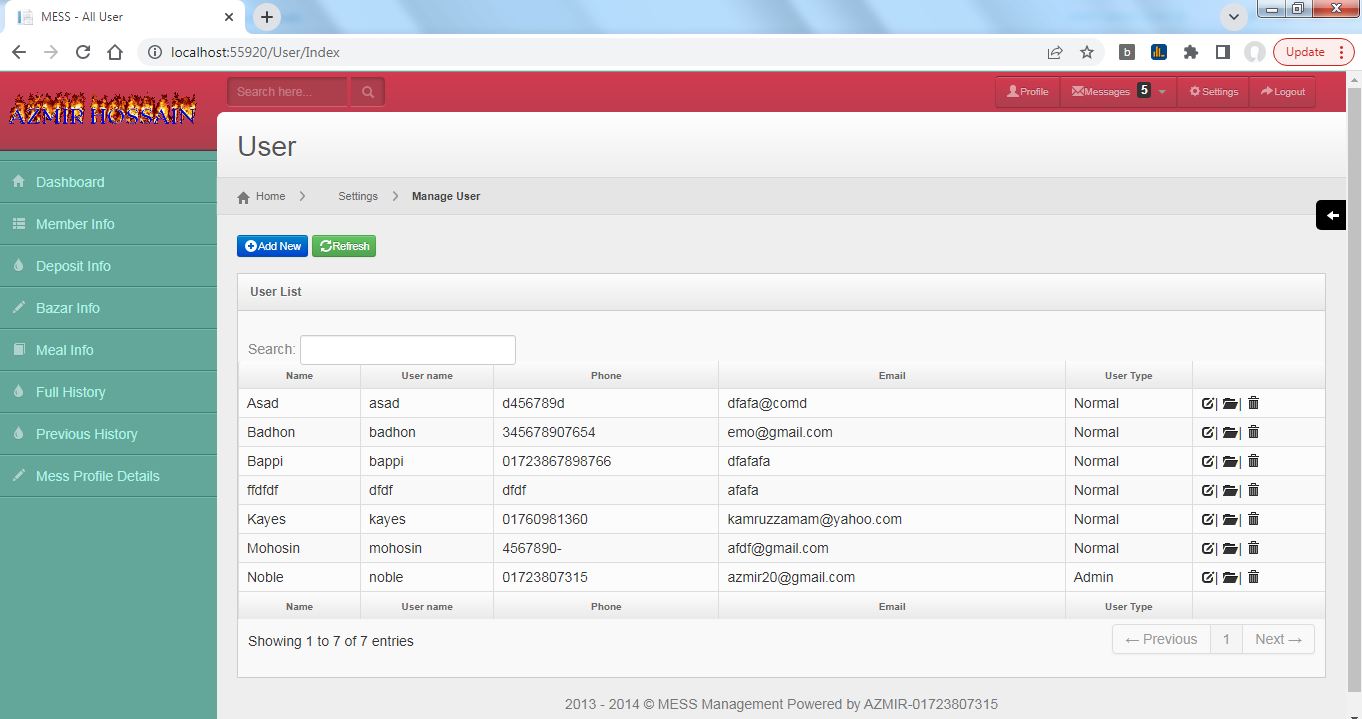 MESS - All User
localhost:55920/User/Index
Update
AZMIR HOSSAIN
Search here...
Profile
Messages 5
Settings
Logout
User
Home
Settings
Manage User
Dashboard
Member Info
Deposit Info
Bazar Info
Meal Info
Full History
Previous History
Mess Profile Details
Add New
Refresh
User List
Search:
Name User name Phone Email User Type
Asad asad d456789d dfafa@comd Normal | |
Badhon badhon 345678907654 emo@gmail.com Normal | |
Bappi bappi 01723867898766 dfafafa Normal | |
ffdfdf dfdf dfdf afafa Normal | |
Kayes kayes 01760981360 kamruzzamam@yahoo.com Normal | |
Mohosin mohosin 4567890- afdf@gmail.com Normal | |
Noble noble 01723807315 azmir20@gmail.com Admin | |
Name User name Phone Email User Type
Showing 1 to 7 of 7 entries
← Previous 1 Next →
2013 - 2014 © MESS Management Powered by AZMIR-01723807315